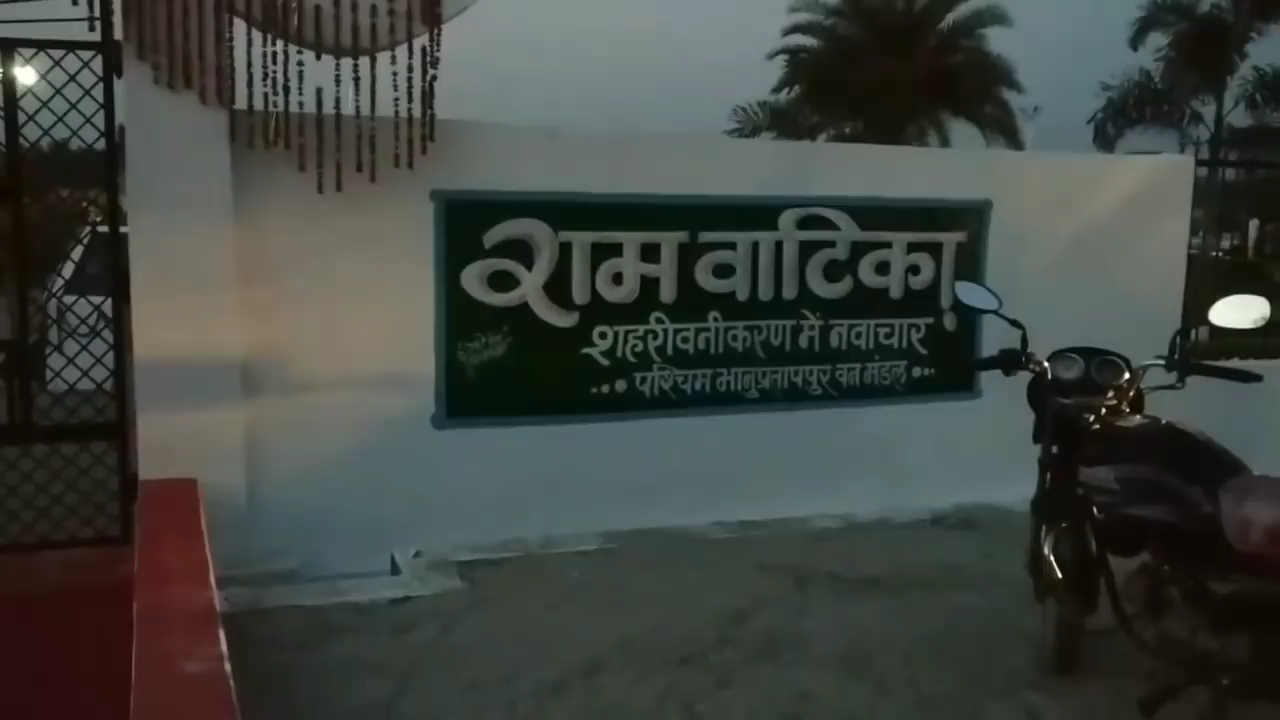 राम वाटिका
शहरी वनीकरण में नवाचार
पश्चिम भानुप्रतापपुर वन मंडल